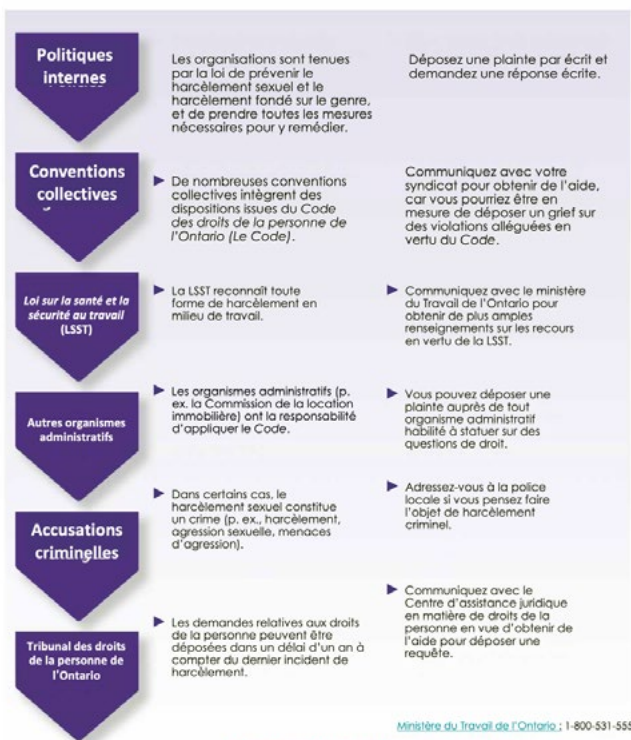 Politiques
internes
Les organisations sont tenues
par la loi de prévenir le
harcèlement sexuel et le
harcèlement fondé sur le genre,
et de prendre toutes les mesures
nécessaires pour y remédier.
Déposez une plainte par écrit et
demandez une réponse écrite.
Conventions
collectives
De nombreuses conventions
collectives intègrent des
dispositions issues du Code
des droits de la personne de
l'Ontario (Le Code).
Communiquez avec votre
syndicat pour obtenir de l'aide,
car vous pourriez être en
mesure de déposer un grief sur
des violations alléguées en
vertu du Code.
Loi sur la santé et la
sécurité au travail
(LSST)
La LSST reconnaît toute
forme de harcèlement en
milieu de travail.
Communiquez avec le ministère
du Travail de l'Ontario pour
obtenir de plus amples
renseignements sur les recours
en vertu de la LSST.
Autres organismes
administratifs
Les organismes administratifs (p.
ex. la Commission de la location
immobilière) ont la responsabilité
d'appliquer le Code.
Vous pouvez déposer une
plainte auprès de tout
organisme administratif
habilité à statuer sur des
questions de droit.
Accusations
criminelles
Dans certains cas, le
harcèlement sexuel constitue
un crime (p. ex., harcèlement,
agression sexuelle, menaces
d'agression).
Adressez-vous à la police
locale si vous pensez faire
l'objet de harcèlement
criminel.
Tribunal des droits
de la personne de
l'Ontario
Les demandes relatives aux droits
de la personne peuvent être
déposées dans un délai d'un an à
compter du dernier incident de
harcèlement.
Communiquez avec le
Centre d'assistance juridique
en matière de droits de la
personne en vue d'obtenir de
l'aide pour déposer une
requête.
Ministère du Travail de l'Ontario : 1-800-531-555